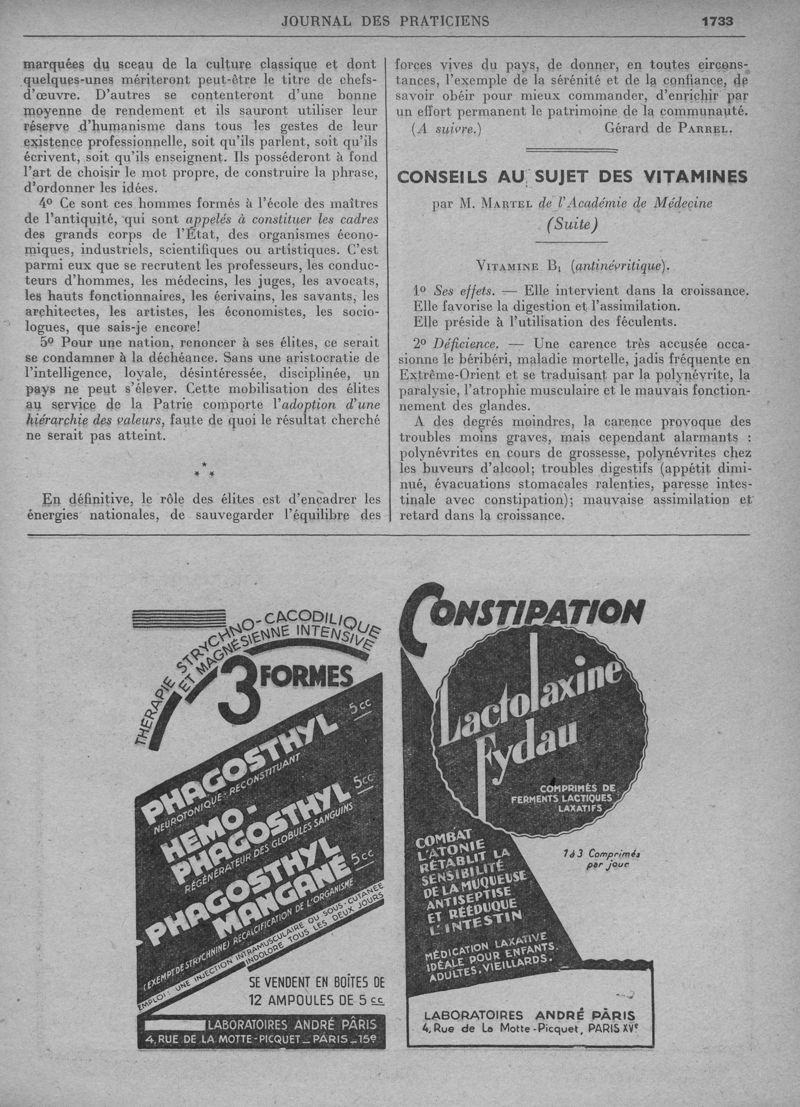 JOURNAL DES PRATICIENS 1733
marquées du sceau de la culture classique et dont
quelques-unes mériteront peut-être le titre de chefs-
d'œuvre. D'autres se contenteront d'une bonne
moyenne de rendement et ils sauront utiliser leur
réserve d'humanisme dans tous les gestes de leur
existence professionnelle, soit qu'ils parlent, soit qu'ils
écrivent, soit qu'ils enseignent. Ils posséderont à fond
l'art de choisir le mot propre, de construire la phrase,
d'ordonner les idées.
4º Ce sont ces hommes formés à l'école des maîtres
de l'antiquité, qui sont appelés à constituer les cadres
des grands corps de l'État, des organismes écono-
miques, industriels, scientifiques ou artistiques. C'est
parmi eux que se recrutent les professeurs, les conduc-
teurs d'hommes, les médecins, les juges, les avocats,
les hauts fonctionnaires, les écrivains, les savants, les
architectes, les artistes, les économistes, les socio-
logues, que sais-je encore!
5º Pour une nation, renoncer à ses élites, ce serait
se condamner à la déchéance. Sans une aristocratie de
l'intelligence, loyale, désintéressée, disciplinée, un
pays ne peut s'élever. Cette mobilisation des élites
au service de la Patrie comporte l'adoption d'une
hiérarchie des valeurs, faute de quoi le résultat cherché
ne serait pas atteint.
*
* *
En définitive, le rôle des élites est d'encadrer les
énergies nationales, de sauvegarder l'équilibre des
forces vives du pays, de donner, en toutes circons-
tances, l'exemple de la sérénité et de la confiance, de
savoir obéir pour mieux commander, d'enrichir par
un effort permanent le patrimoine de la communauté.
(A suivre.) Gérard de PARREL.
CONSEILS AU SUJET DES VITAMINES
par M. MARTEL de l'Académie de Médecine
(Suite)
VITAMINE B1 (antinévritique).
1º Ses effets. — Elle intervient dans la croissance.
Elle favorise la digestion et l'assimilation.
Elle préside à l'utilisation des féculents.
2º Déficience. — Une carence très accusée occa-
sionne le béribéri, maladie mortelle, jadis fréquente en
Extrême-Orient et se traduisant par la polynévrite, la
paralysie, l'atrophie musculaire et le mauvais fonction-
nement des glandes.
A des degrés moindres, la carence provoque des
troubles moins graves, mais cependant alarmants :
polynévrites en cours de grossesse, polynévrites chez
les buveurs d'alcool; troubles digestifs (appétit dimi-
nué, évacuations stomacales ralenties, paresse intes-
tinale avec constipation); mauvaise assimilation et
retard dans la croissance.
THÉRAPIE STRYCHNO-CACODILIQUE
ET MAGNÉSIENNE INTENSIVE
3 FORMES
PHAGOSTHYL 5cc
NEUROTONIQUE-RECONSTITUANT
HEMO-
PHAGOSTHYL 5cc
RÉGÉNÉRATEUR DES GLOBULES SANGUINS
PHAGOSTHYL
MANGANÉ 5cc
(EXEMPT DE STRYCHNINE) RECALCIFICATION DE L'ORGANISME
EMPLOI: UNE INJECTION INTRAMUSCULAIRE OU SOUS-CUTANÉE
INDOLORE TOUS LES DEUX JOURS
SE VENDENT EN BOÎTES DE
12 AMPOULES DE 5 cc.
LABORATOIRES ANDRÉ PÂRIS
4, RUE DE LA MOTTE-PICQUET_PARIS_15e
CONSTIPATION
Lactolaxine
Fydau
COMPRIMÉS DE
FERMENTS LACTIQUES
LAXATIFS
1 à 3 Comprimés
par jour
COMBAT
L'ATONIE
RÉTABLIT LA
SENSIBILITÉ
DE LA MUQUEUSE
ANTISEPTISE
ET RÉÉDUQUE
L'INTESTIN
MÉDICATION LAXATIVE
IDÉALE POUR ENFANTS,
ADULTES, VIEILLARDS.
LABORATOIRES ANDRÉ PÂRIS
4, Rue de La Motte-Picquet, PARIS XVe